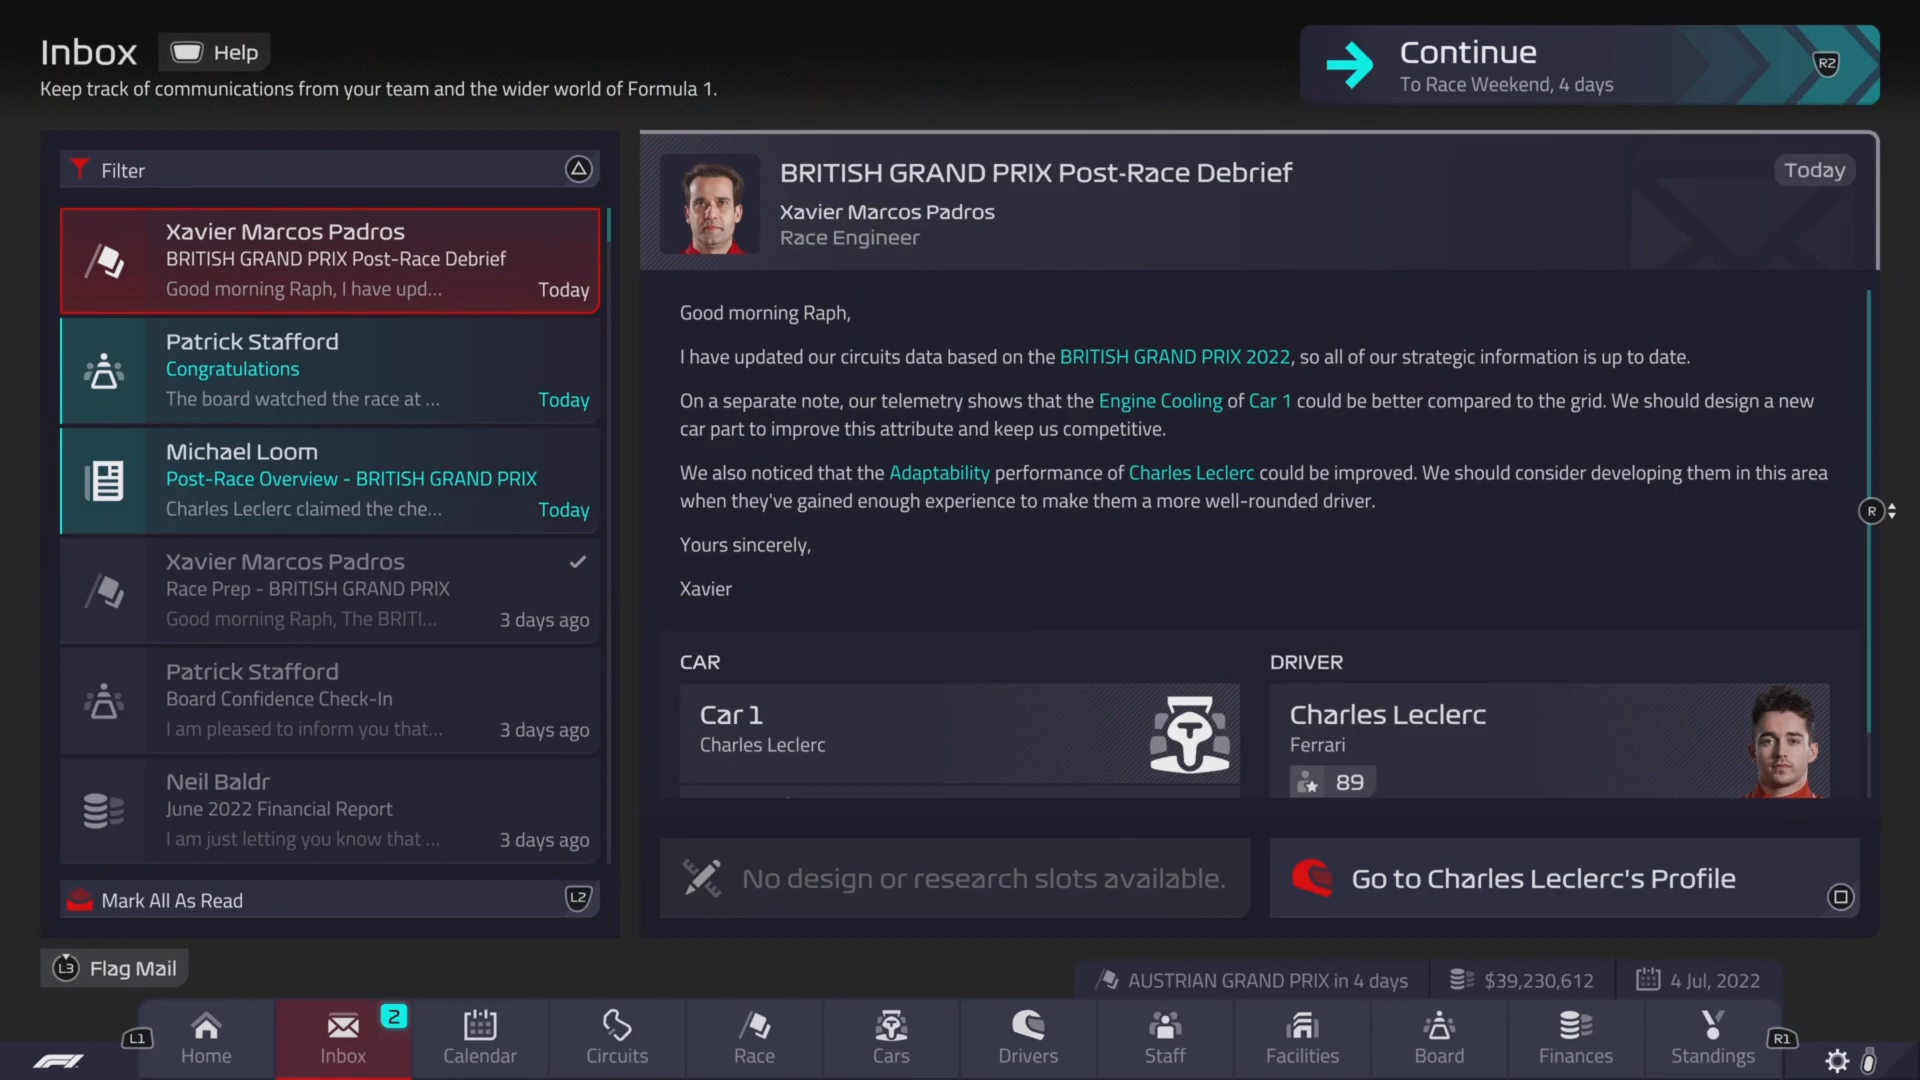 Inbox
Help
Keep track of communications from your team and the wider world of Formula 1.
Continue
To Race Weekend, 4 days
R2
Filter
Xavier Marcos Padros
BRITISH GRAND PRIX Post-Race Debrief
Good morning Raph, I have upd...
Today
Patrick Stafford
Congratulations
The board watched the race at ...
Today
Michael Loom
Post-Race Overview - BRITISH GRAND PRIX
Charles Leclerc claimed the che...
Today
Xavier Marcos Padros
Race Prep - BRITISH GRAND PRIX
Good morning Raph, The BRITI...
3 days ago
Patrick Stafford
Board Confidence Check-In
I am pleased to inform you that...
3 days ago
Neil Baldr
June 2022 Financial Report
I am just letting you know that ...
3 days ago
Mark All As Read
L2
L3
Flag Mail
BRITISH GRAND PRIX Post-Race Debrief
Today
Xavier Marcos Padros
Race Engineer
Good morning Raph,
I have updated our circuits data based on the BRITISH GRAND PRIX 2022, so all of our strategic information is up to date.
On a separate note, our telemetry shows that the Engine Cooling of Car 1 could be better compared to the grid. We should design a new
car part to improve this attribute and keep us competitive.
We also noticed that the Adaptability performance of Charles Leclerc could be improved. We should consider developing them in this area
when they've gained enough experience to make them a more well-rounded driver.
R
Yours sincerely,
Xavier
CAR
Car 1
Charles Leclerc
DRIVER
Charles Leclerc
Ferrari
89
No design or research slots available.
Go to Charles Leclerc's Profile
AUSTRIAN GRAND PRIX in 4 days
$39,230,612
4 Jul, 2022
L1
Home
Inbox
2
Calendar
Circuits
Race
Cars
Drivers
Staff
Facilities
Board
Finances
Standings
R1